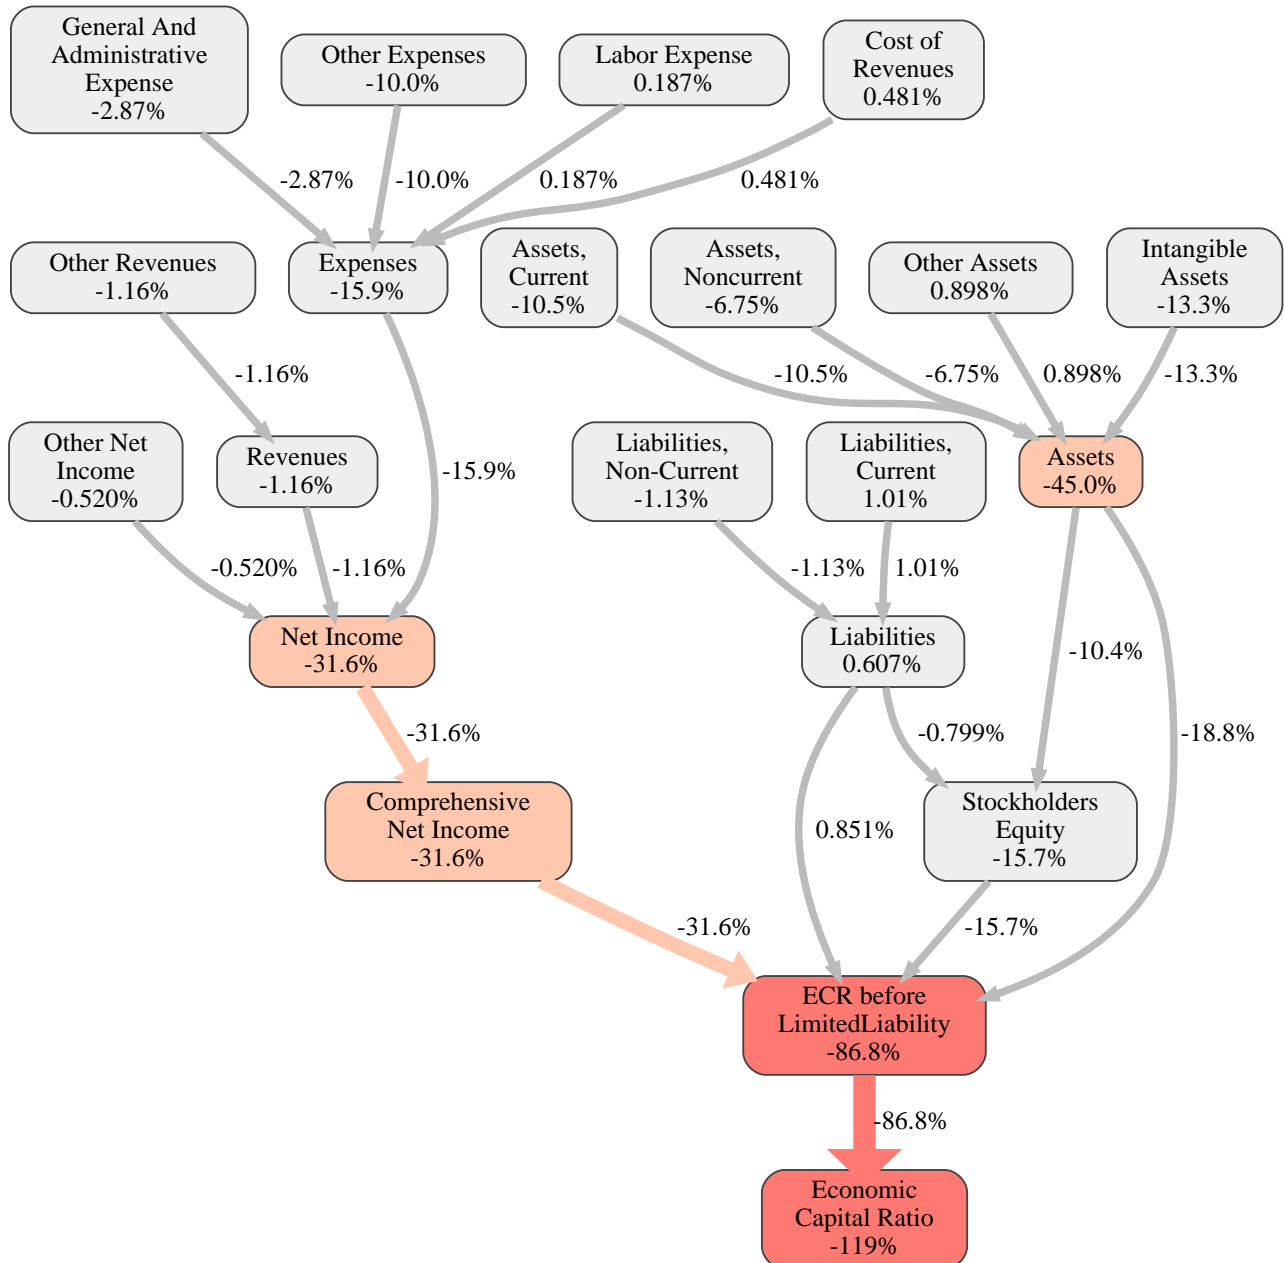 General And
Administrative
Expense
-2.87%
Other Expenses
-10.0%
Labor Expense
0.187%
Cost of
Revenues
0.481%
-2.87%
-10.0%
0.187%
0.481%
Other Revenues
-1.16%
Expenses
-15.9%
Assets,
Current
-10.5%
Assets,
Noncurrent
-6.75%
Other Assets
0.898%
Intangible
Assets
-13.3%
-1.16%
-10.5%
-6.75%
0.898%
-13.3%
Other Net
Income
-0.520%
Revenues
-1.16%
-15.9%
Liabilities,
Non-Current
-1.13%
Liabilities,
Current
1.01%
Assets
-45.0%
-0.520%
-1.16%
-1.13%
1.01%
Net Income
-31.6%
Liabilities
0.607%
-10.4%
-31.6%
-0.799%
-18.8%
Comprehensive
Net Income
-31.6%
0.851%
Stockholders
Equity
-15.7%
-31.6%
-15.7%
ECR before
LimitedLiability
-86.8%
-86.8%
Economic
Capital Ratio
-119%